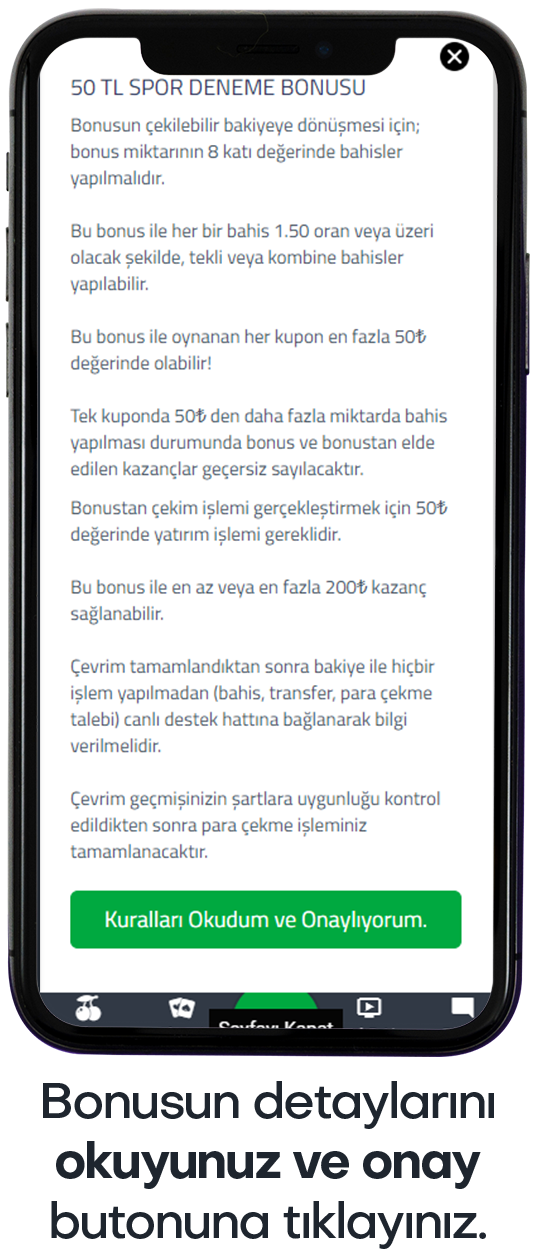 50 TL SPOR DENEME BONUSU
Bonusun çekilebilir bakiyeye dönüşmesi için;
bonus miktarının 8 katı değerinde bahisler
yapılmalıdır.
Bu bonus ile her bir bahis 1.50 oran veya üzeri
olacak şekilde, tekli veya kombine bahisler
yapılabilir.
Bu bonus ile oynanan her kupon en fazla 50₺
değerinde olabilir!
Tek kuponda 50₺ den daha fazla miktarda bahis
yapılması durumunda bonus ve bonustan elde
edilen kazançlar geçersiz sayılacaktır.
Bonustan çekim işlemi gerçekleştirmek için 50₺
değerinde yatırım işlemi gereklidir.
Bu bonus ile en az veya en fazla 200₺ kazanç
sağlanabilir.
Çevrim tamamlandıktan sonra bakiye ile hiçbir
işlem yapılmadan (bahis, transfer, para çekme
talebi) canlı destek hattına bağlanarak bilgi
verilmelidir.
Çevrim geçmişinizin şartlara uygunluğu kontrol
edildikten sonra para çekme işleminiz
tamamlanacaktır.
Kuralları Okudum ve Onaylıyorum.
Sayfayı Kapat
Bonusun detaylarını
okuyunuz ve onay
butonuna tıklayınız.